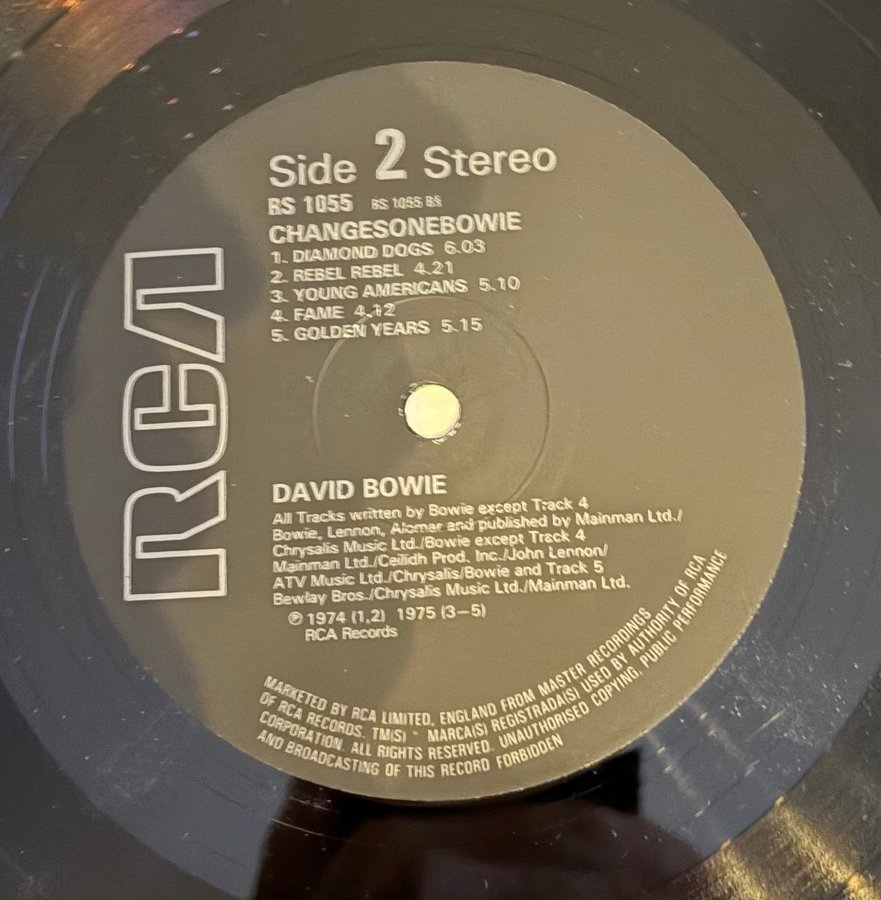 Side 2 Stereo
RS 1055 RS 1055 BS
CHANGESONEBOWIE
1. DIAMOND DOGS 6.03
2. REBEL REBEL 4.21
3. YOUNG AMERICANS 5.10
4. FAME 4.12
5. GOLDEN YEARS 5.15
RCA
DAVID BOWIE
All Tracks written by Bowie except Track 4
Bowie, Lennon, Alomar and published by Mainman Ltd./
Chrysalis Music Ltd./Bowie except Track 4
Mainman Ltd./Ceilidh Prod. Inc./John Lennon/
ATV Music Ltd./Chrysalis/Bowie and Track 5
Bewlay Bros./Chrysalis Music Ltd./Mainman Ltd.
℗ 1974 (1,2) 1975 (3–5)
RCA Records
MARKETED BY RCA LIMITED, ENGLAND FROM MASTER RECORDINGS
OF RCA RECORDS. TM(S) * MARCA(S) REGISTRADA(S) USED BY AUTHORITY OF RCA
CORPORATION. ALL RIGHTS RESERVED. UNAUTHORISED COPYING, PUBLIC PERFORMANCE
AND BROADCASTING OF THIS RECORD FORBIDDEN